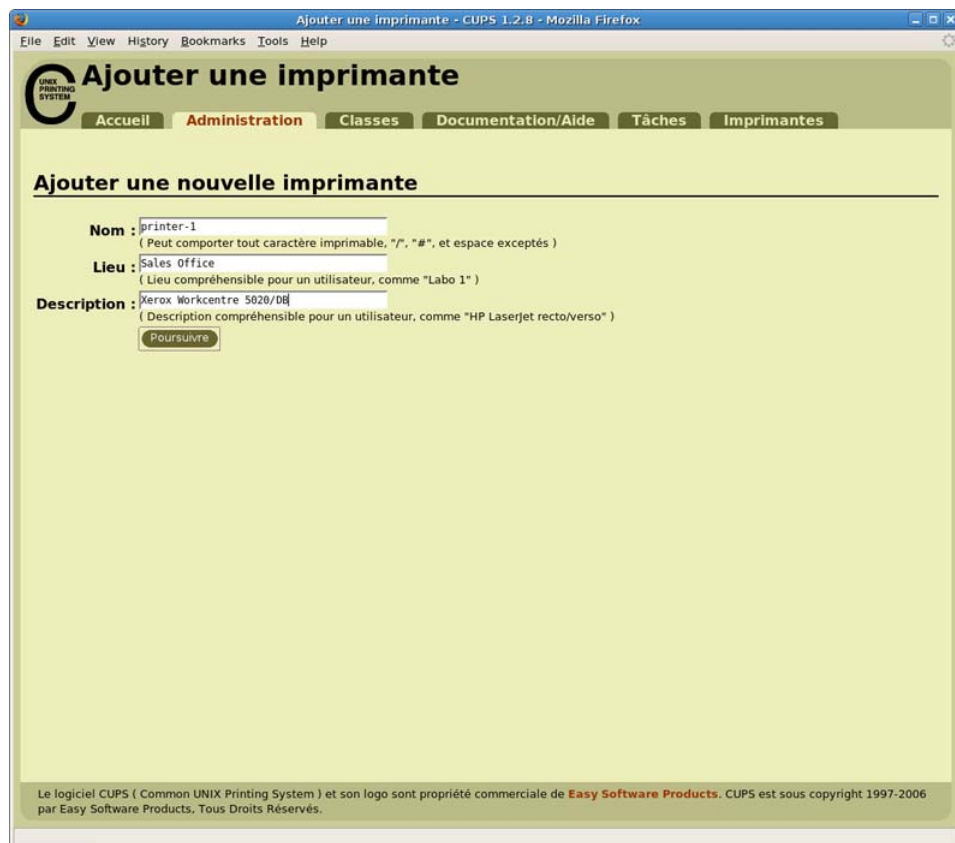 Ajouter une imprimante - CUPS 1.2.8 - Mozilla Firefox
File Edit View History Bookmarks Tools Help
UNIX
PRINTING
SYSTEM
Ajouter une imprimante
Accueil Administration Classes Documentation/Aide Tâches Imprimantes
Ajouter une nouvelle imprimante
Nom : printer-1
( Peut comporter tout caractère imprimable, "/", "#", et espace exceptés )
Lieu : Sales Office
( Lieu compréhensible pour un utilisateur, comme "Labo 1" )
Description : Xerox Workcentre 5020/DB
( Description compréhensible pour un utilisateur, comme "HP LaserJet recto/verso" )
Poursuivre
Le logiciel CUPS ( Common UNIX Printing System ) et son logo sont propriété commerciale de Easy Software Products. CUPS est sous copyright 1997-2006
par Easy Software Products, Tous Droits Réservés.